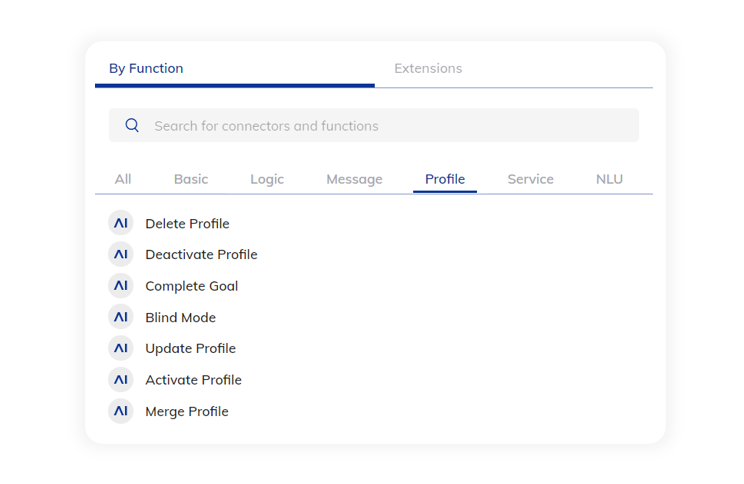 By Function Extensions
Search for connectors and functions
All Basic Logic Message Profile Service NLU
AI Delete Profile
AI Deactivate Profile
AI Complete Goal
AI Blind Mode
AI Update Profile
AI Activate Profile
AI Merge Profile